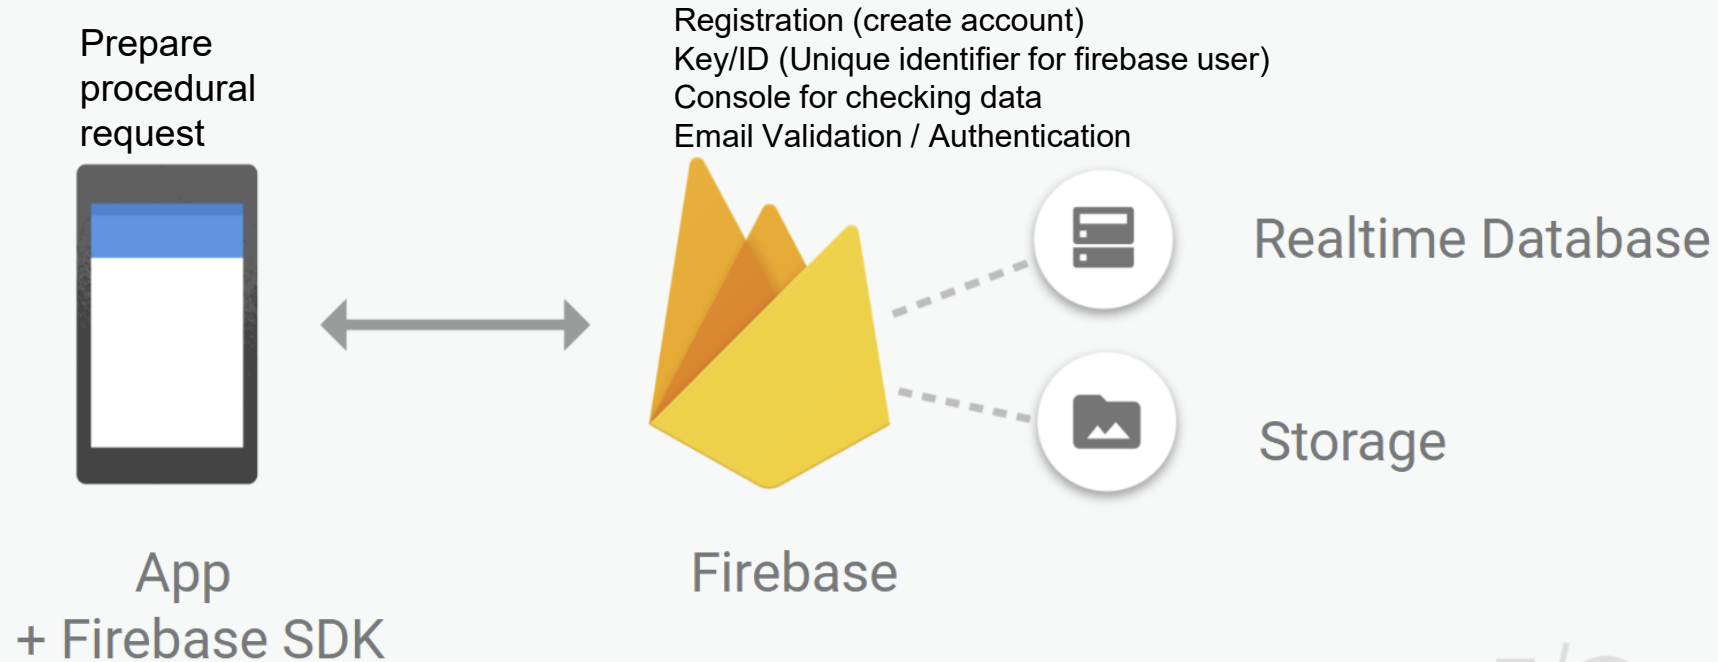 Prepare
procedural
request
Registration (create account)
Key/ID (Unique identifier for firebase user)
Console for checking data
Email Validation / Authentication
Realtime Database
Storage
App
+ Firebase SDK
Firebase